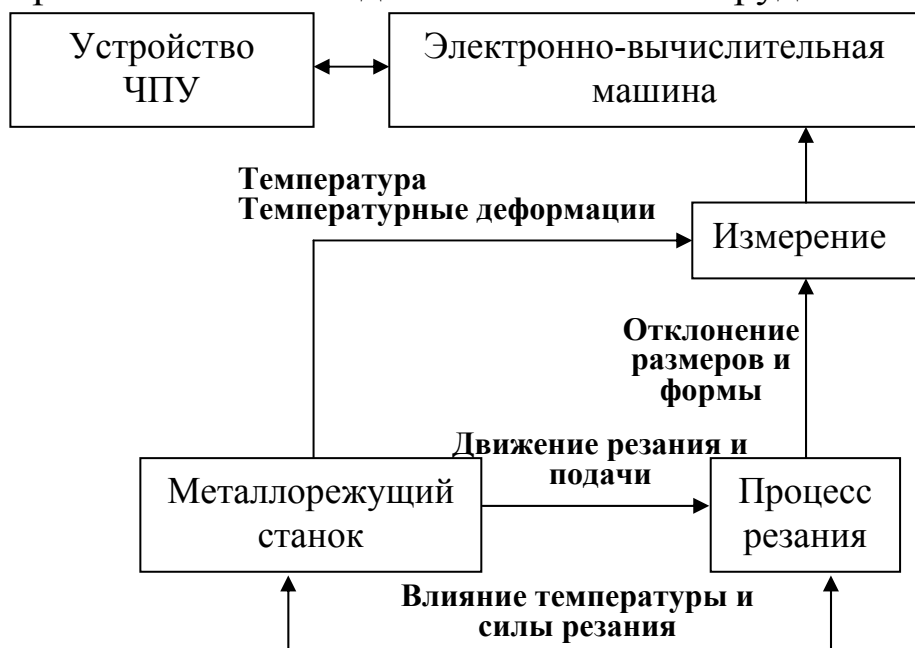 Устройство
ЧПУ
Электронно-вычислительная
машина
Температура
Температурные деформации
Измерение
Отклонение
размеров и
формы
Движение резания и
подачи
Металлорежущий
станок
Процесс
резания
Влияние температуры и
силы резания